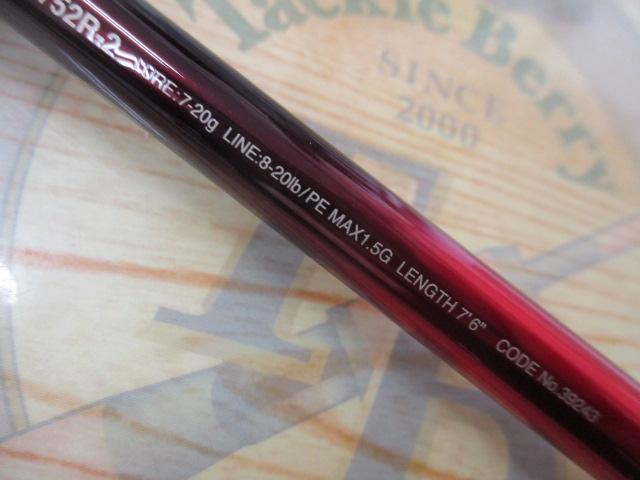 Tackle Berry
SINCE
2000
752R-2 LURE:7-20g LINE:8-20lb/PE MAX1.5G LENGTH 7'6" CODE No.39243